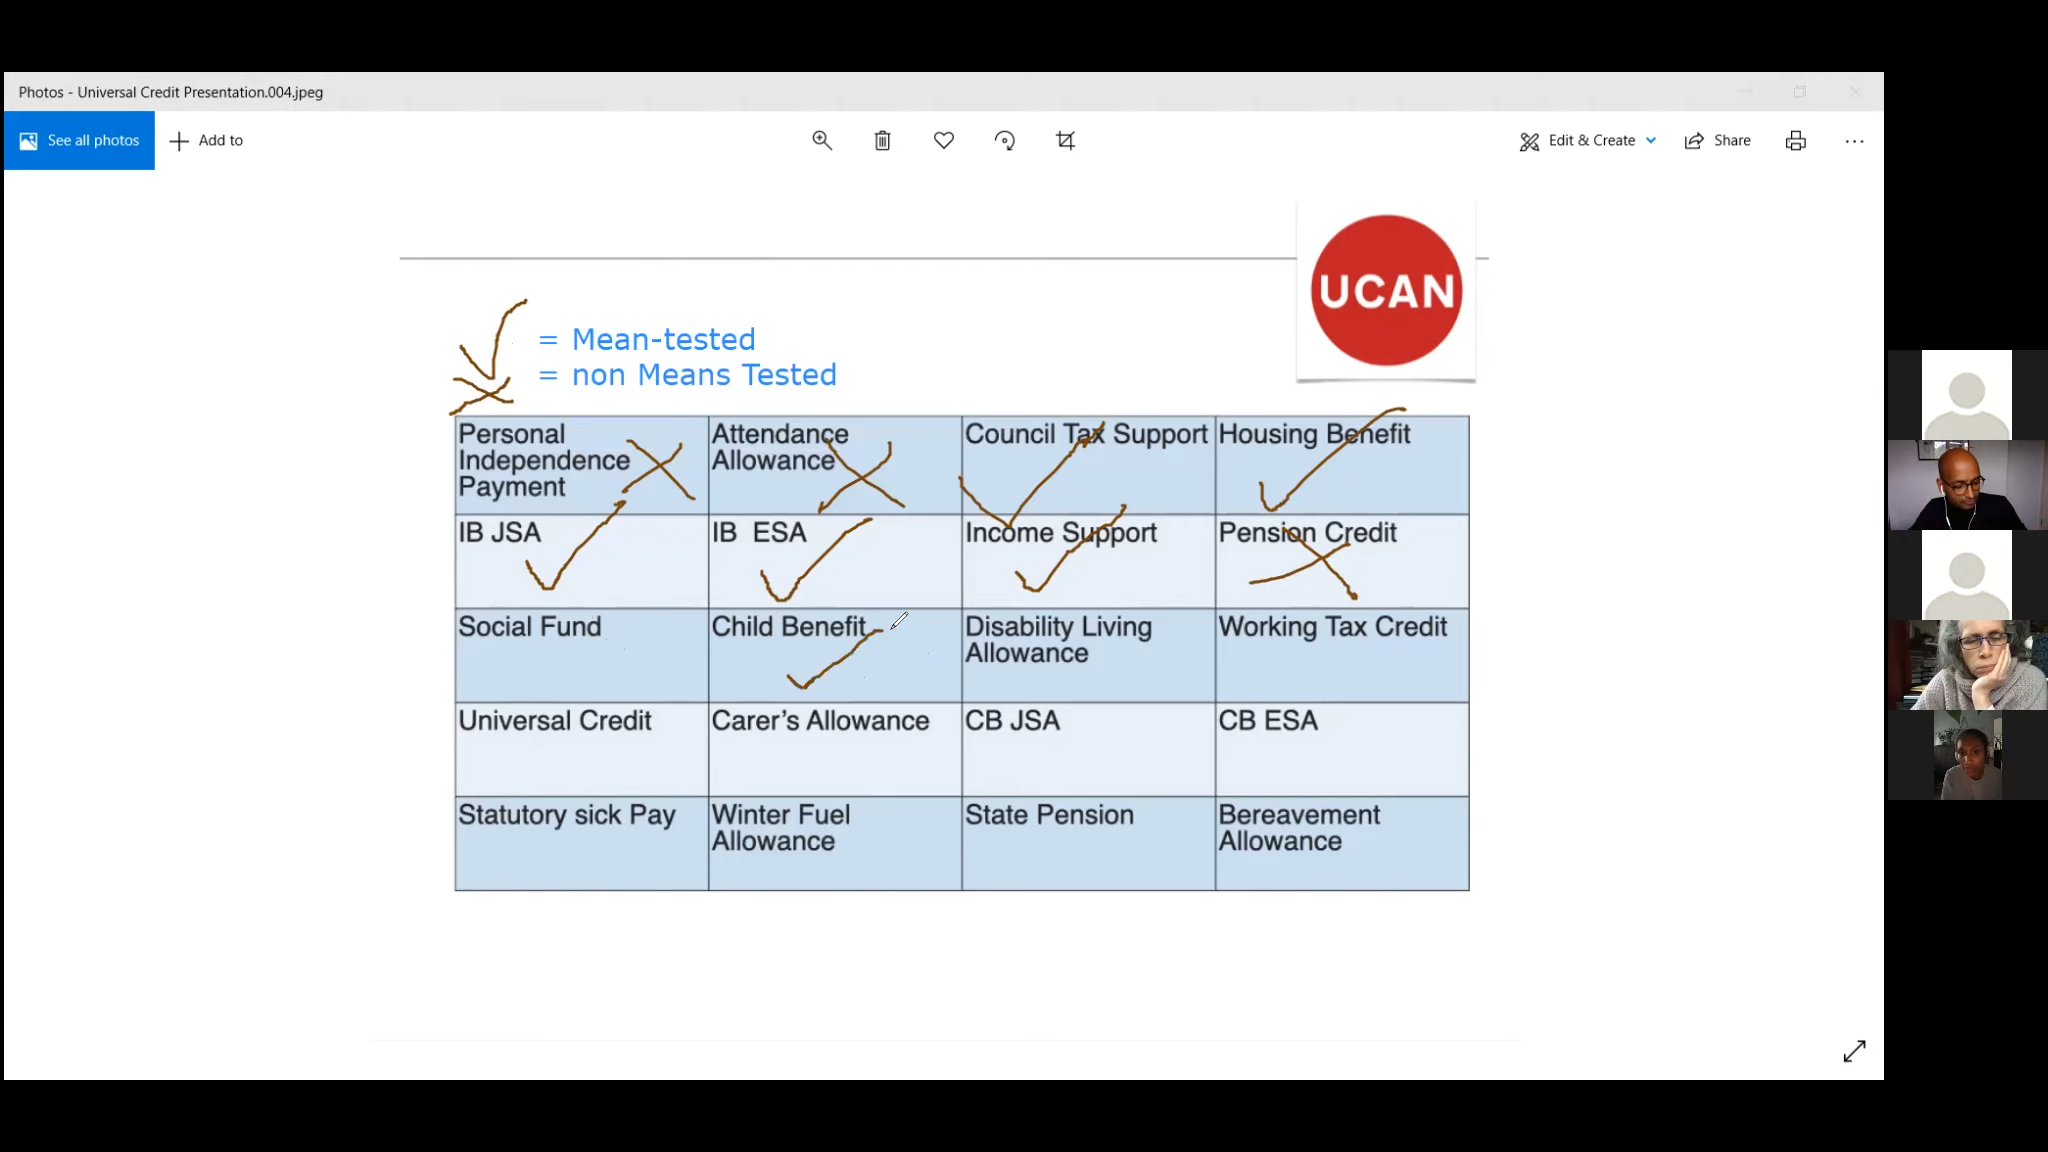 Photos - Universal Credit Presentation.004.jpeg
See all photos
Add to
Edit & Create
Share
UCAN
= Mean-tested
= non Means Tested
Personal
Independence
Payment
Attendance
Allowance
Council Tax Support
Housing Benefit
IB JSA
IB ESA
Income Support
Pension Credit
Social Fund
Child Benefit
Disability Living
Allowance
Working Tax Credit
Universal Credit
Carer’s Allowance
CB JSA
CB ESA
Statutory sick Pay
Winter Fuel
Allowance
State Pension
Bereavement
Allowance